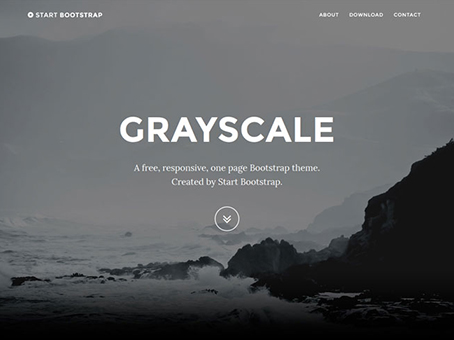 START BOOTSTRAP
ABOUT DOWNLOAD CONTACT
GRAYSCALE
A free, responsive, one page Bootstrap theme.
Created by Start Bootstrap.